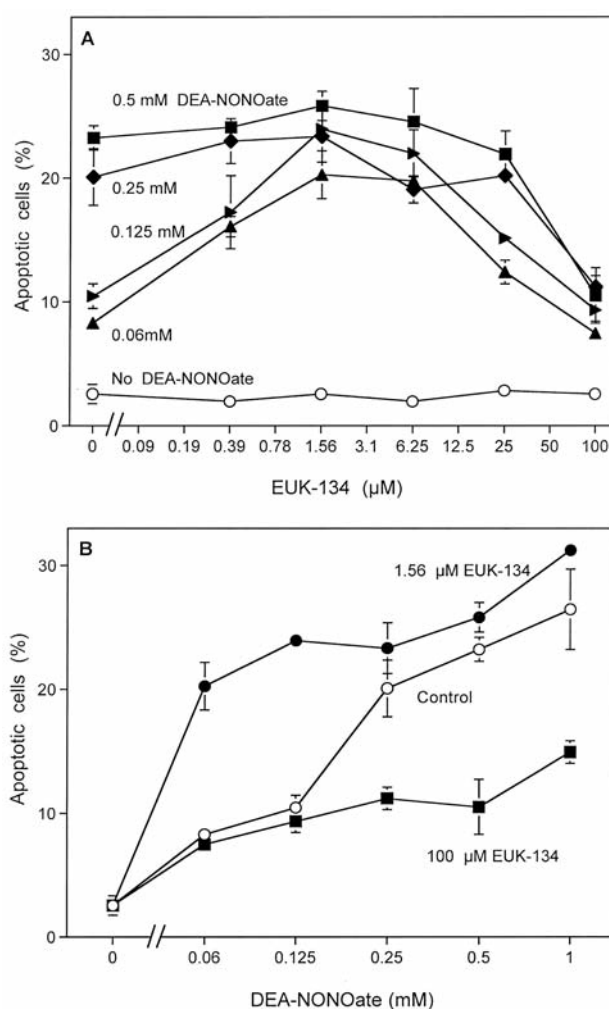 A
30
20
10
0
Apoptotic cells (%)
0.5 mM DEA-NONOate
0.25 mM
0.125 mM
0.06mM
No DEA-NONOate
0 0.09 0.19 0.39 0.78 1.56 3.1 6.25 12.5 25 50 100
EUK-134 (µM)
B
30
20
10
0
Apoptotic cells (%)
1.56 µM EUK-134
Control
100 µM EUK-134
0 0.06 0.125 0.25 0.5 1
DEA-NONOate (mM)